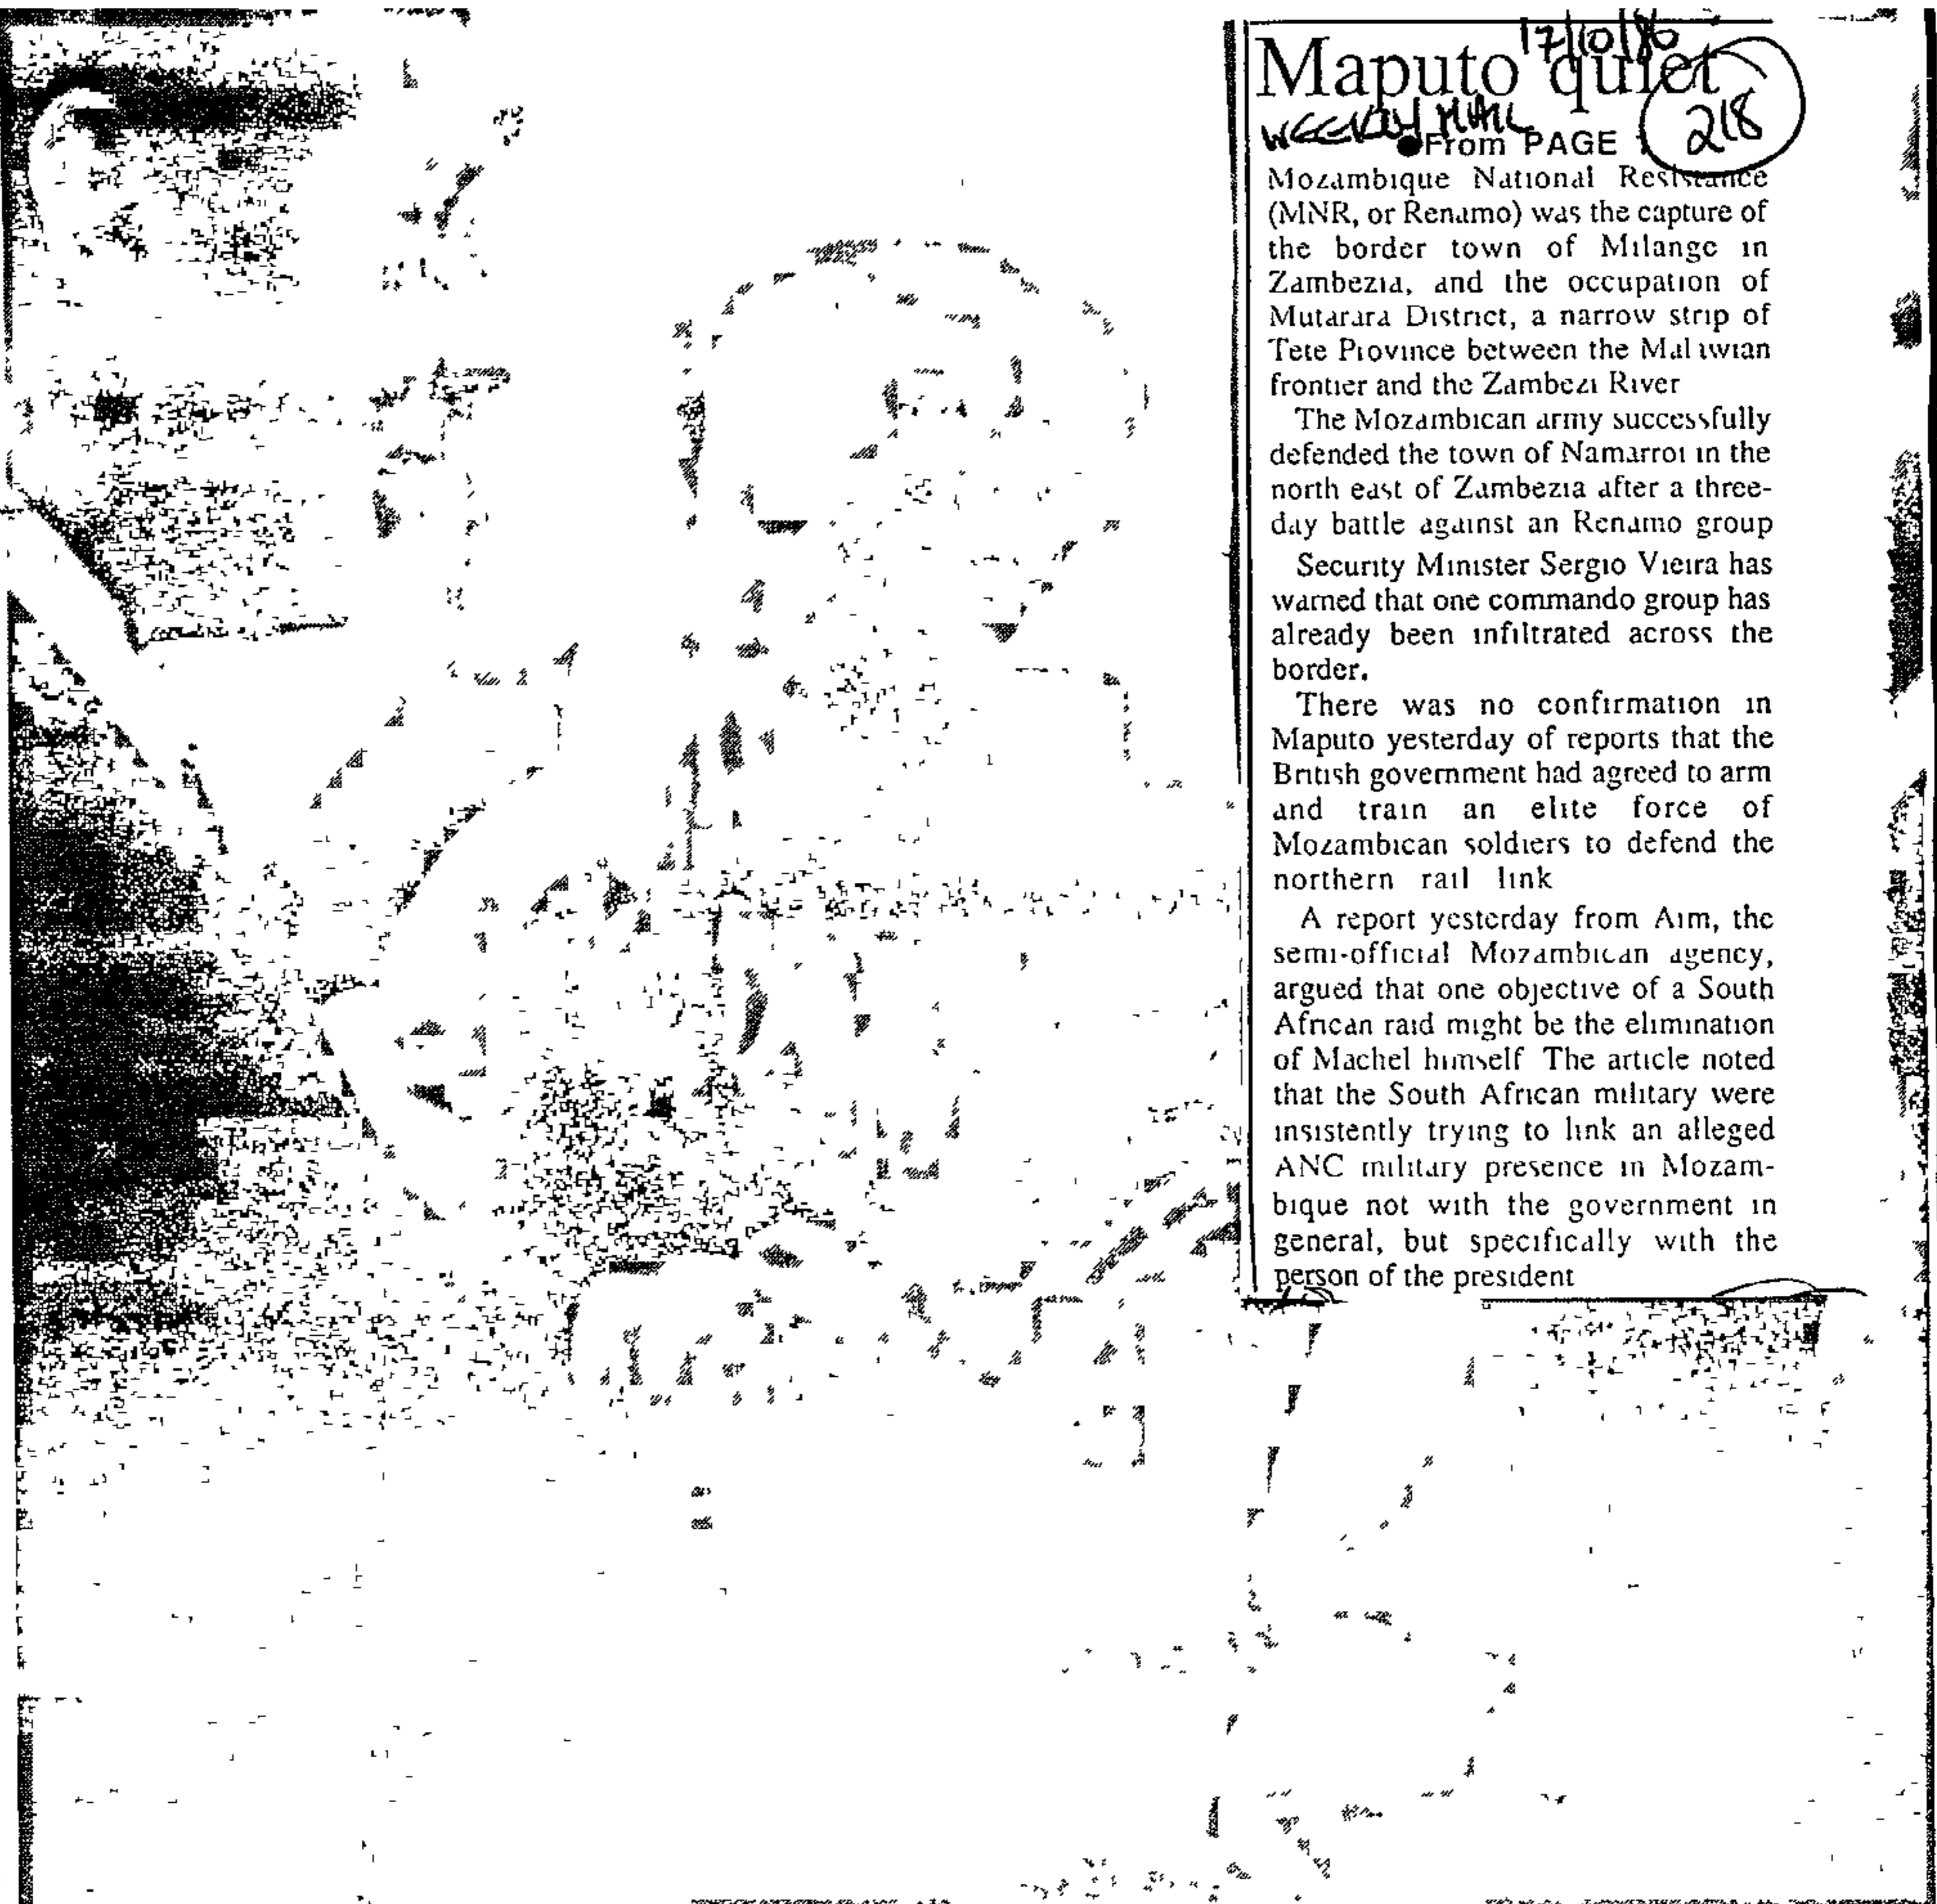 17/10/86
Maputo quiet
WEEKLY MAIL
218
●From PAGE
Mozambique National Resistance
(MNR, or Renamo) was the capture of
the border town of Milange in
Zambezia, and the occupation of
Mutarara District, a narrow strip of
Tete Province between the Malawian
frontier and the Zambezi River
The Mozambican army successfully
defended the town of Namarroi in the
north east of Zambezia after a three-
day battle against an Renamo group
Security Minister Sergio Vieira has
warned that one commando group has
already been infiltrated across the
border.
There was no confirmation in
Maputo yesterday of reports that the
British government had agreed to arm
and train an elite force of
Mozambican soldiers to defend the
northern rail link
A report yesterday from Aim, the
semi-official Mozambican agency,
argued that one objective of a South
African raid might be the elimination
of Machel himself The article noted
that the South African military were
insistently trying to link an alleged
ANC military presence in Mozam-
bique not with the government in
general, but specifically with the
person of the president